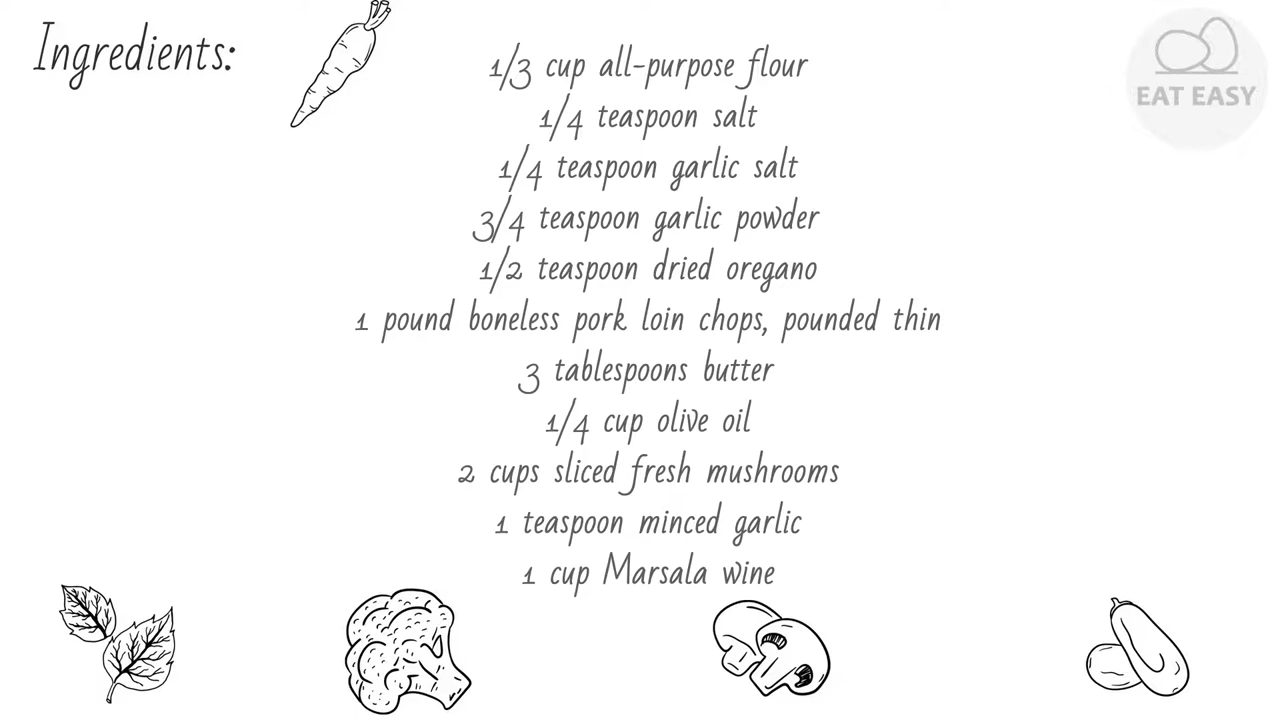 Ingredients:
EAT EASY
1/3 cup all-purpose flour
1/4 teaspoon salt
1/4 teaspoon garlic salt
3/4 teaspoon garlic powder
1/2 teaspoon dried oregano
1 pound boneless pork loin chops, pounded thin
3 tablespoons butter
1/4 cup olive oil
2 cups sliced fresh mushrooms
1 teaspoon minced garlic
1 cup Marsala wine